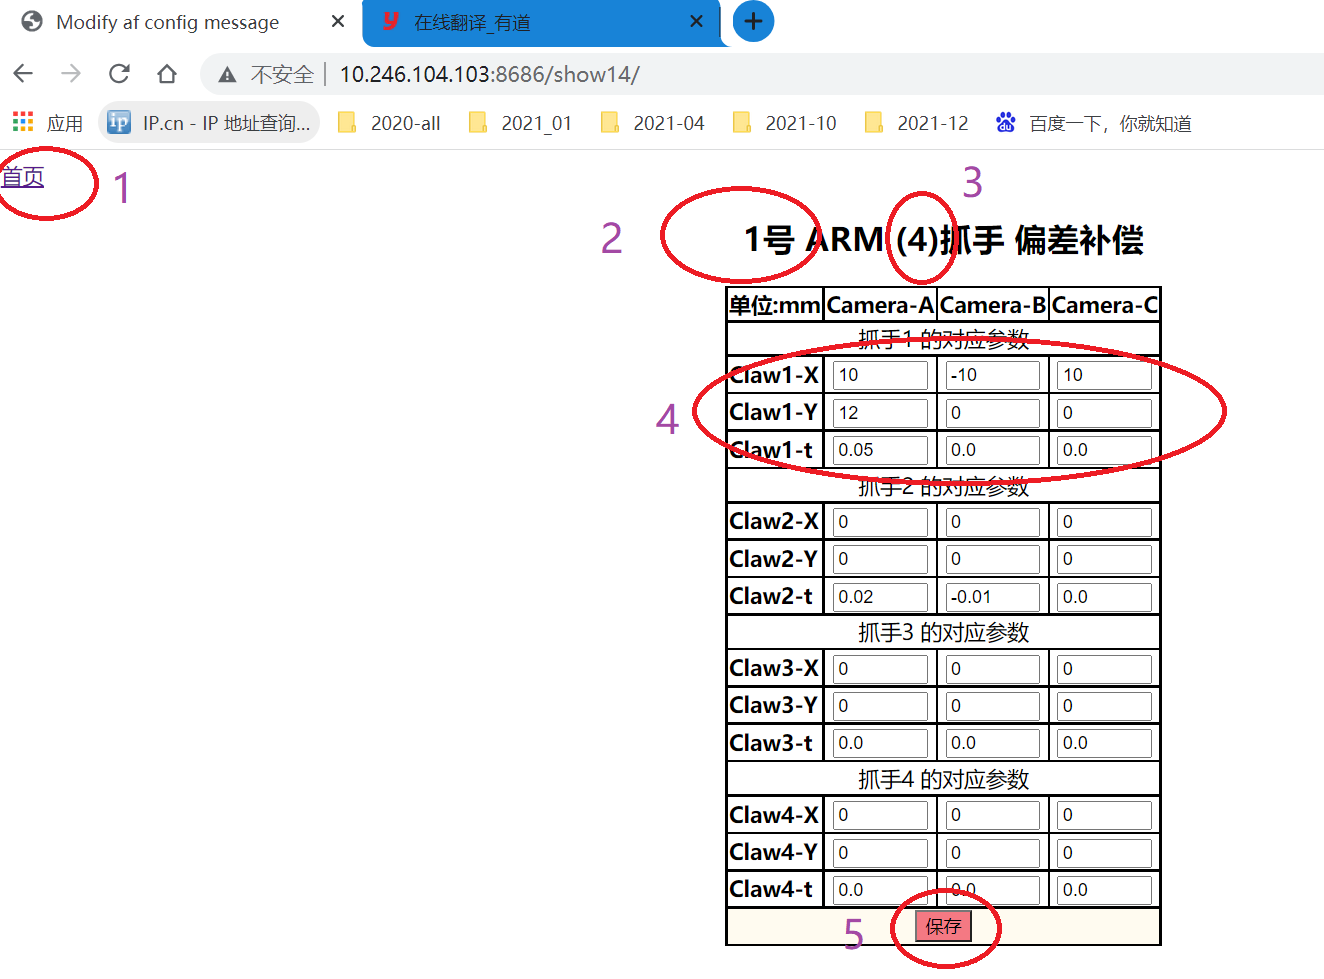 Modify af config message
在线翻译_有道
不安全 | 10.246.104.103:8686/show14/
应用 ip IP.cn - IP 地址查询... 2020-all 2021_01 2021-04 2021-10 2021-12 百度一下，你就知道
首页 1
3
2 1号 ARM (4)抓手 偏差补偿
单位:mm Camera-A Camera-B Camera-C
抓手1 的对应参数
Claw1-X 10 -10 10
4 Claw1-Y 12 0 0
Claw1-t 0.05 0.0 0.0
抓手2 的对应参数
Claw2-X 0 0 0
Claw2-Y 0 0 0
Claw2-t 0.02 -0.01 0.0
抓手3 的对应参数
Claw3-X 0 0 0
Claw3-Y 0 0 0
Claw3-t 0.0 0.0 0.0
抓手4 的对应参数
Claw4-X 0 0 0
Claw4-Y 0 0 0
Claw4-t 0.0 0.0 0.0
5 保存